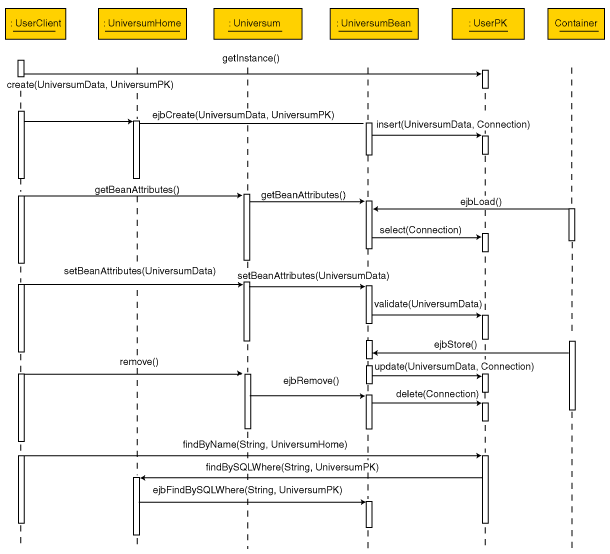 : UserClient
: UniversumHome
: Universum
: UniversumBean
: UserPK
Container
getInstance()
create(UniversumData, UniversumPK)
ejbCreate(UniversumData, UniversumPK)
insert(UniversumData, Connection)
getBeanAttributes()
getBeanAttributes()
ejbLoad()
select(Connection)
setBeanAttributes(UniversumData)
setBeanAttributes(UniversumData)
validate(UniversumData)
ejbStore()
remove()
update(UniversumData, Connection)
ejbRemove()
delete(Connection)
findByName(String, UniversumHome)
findBySQLWhere(String, UniversumPK)
ejbFindBySQLWhere(String, UniversumPK)